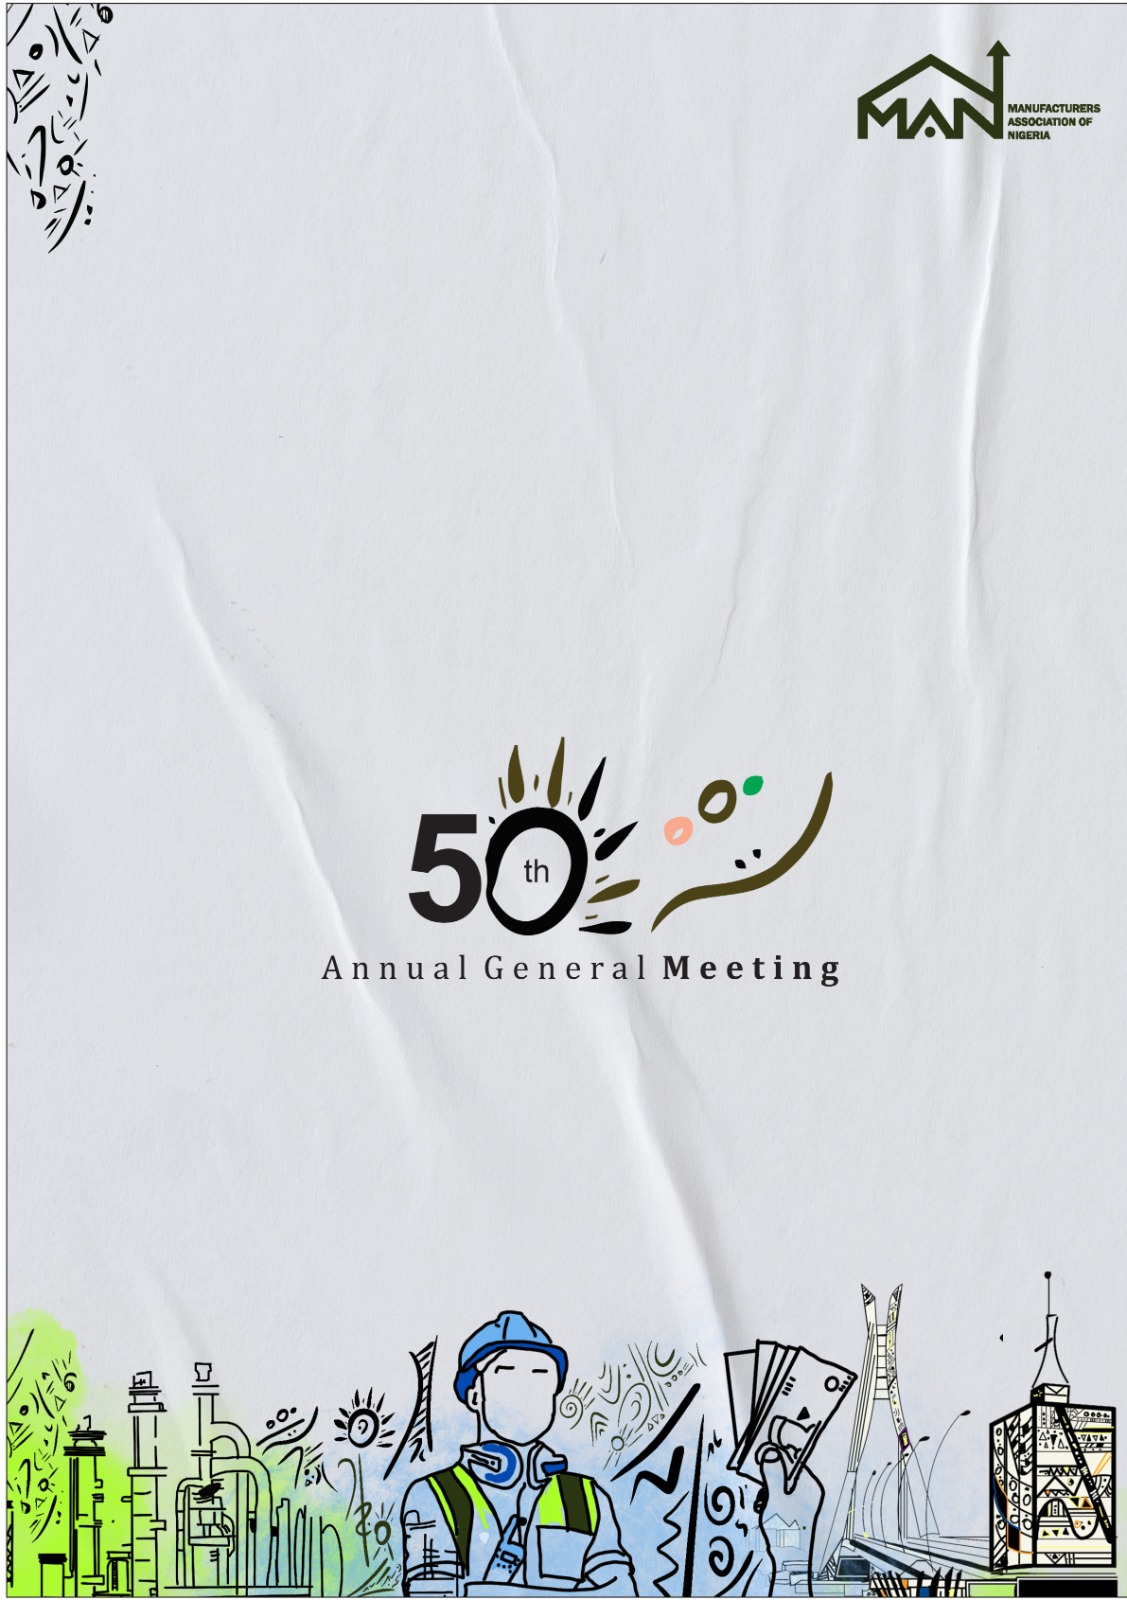 MAN
MANUFACTURERS
ASSOCIATION OF
NIGERIA
50th
Annual General Meeting